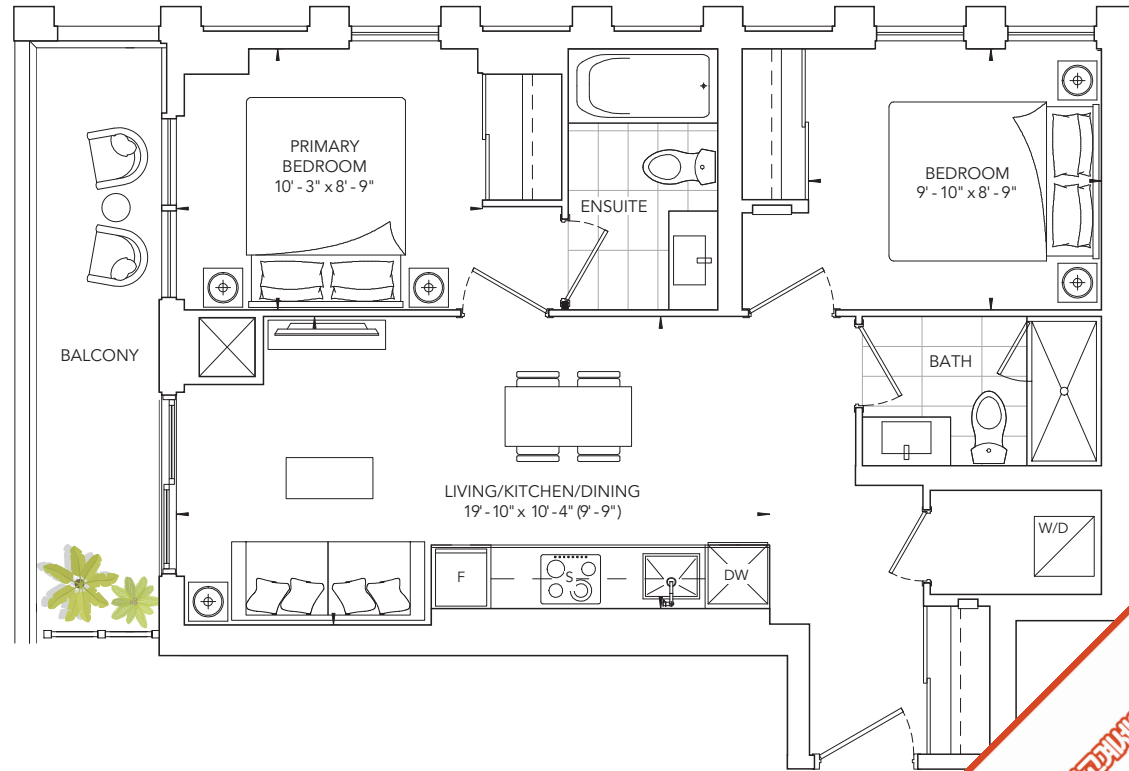 PRIMARY
BEDROOM
10' - 3" x 8' - 9"
ENSUITE
BEDROOM
9' - 10" x 8' - 9"
BALCONY
BATH
LIVING/KITCHEN/DINING
19' - 10" x 10' - 4" (9' - 9")
W/D
F
S
DW